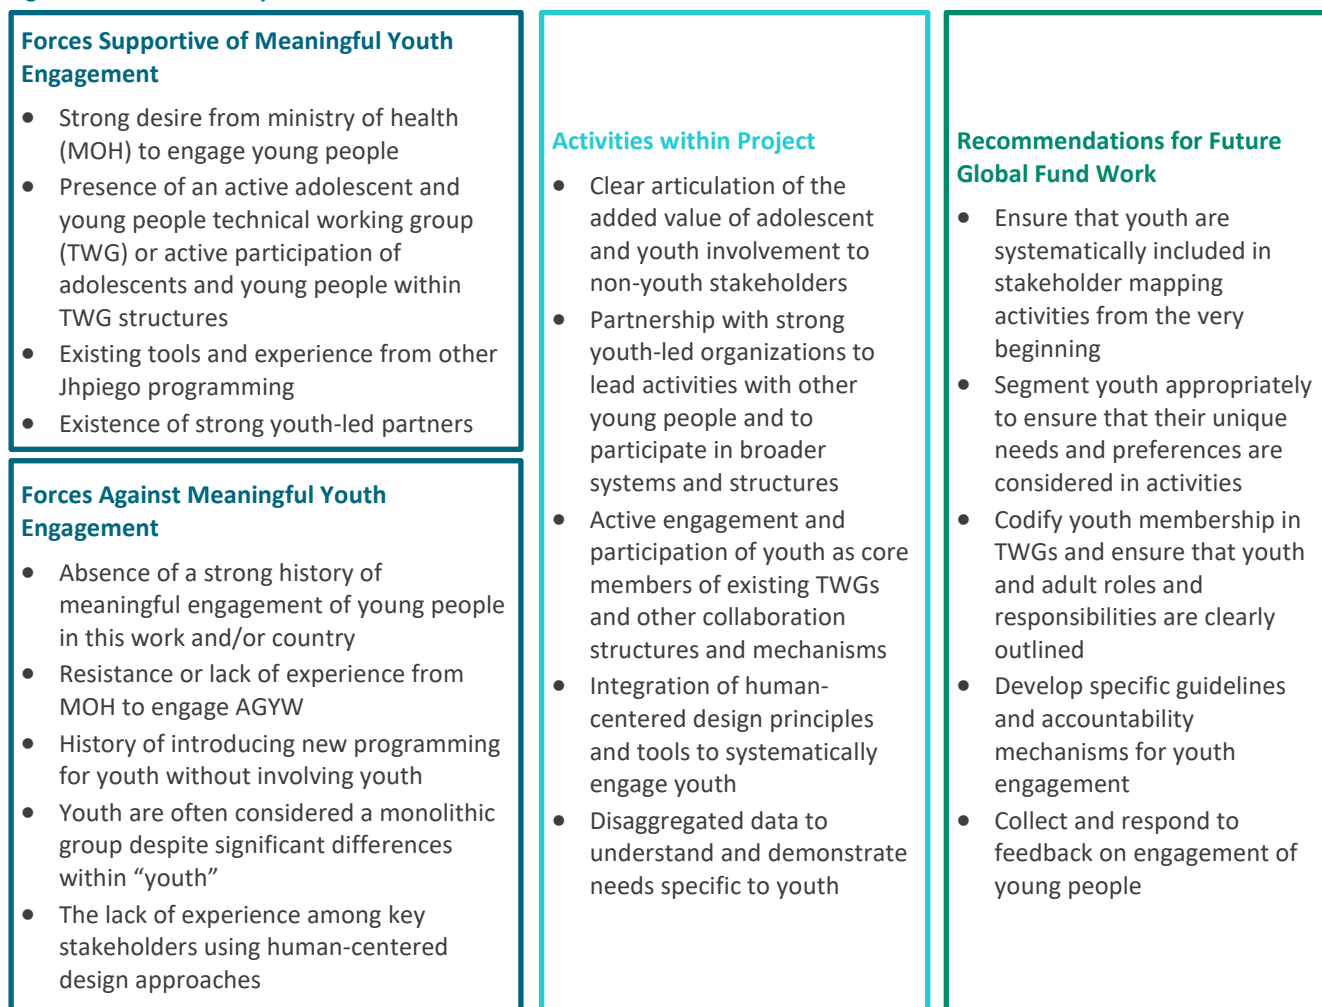 Forces Supportive of Meaningful Youth
Engagement
• Strong desire from ministry of health
(MOH) to engage young people
• Presence of an active adolescent and
young people technical working group
(TWG) or active participation of
adolescents and young people within
TWG structures
• Existing tools and experience from other
Jhpiego programming
• Existence of strong youth-led partners
Forces Against Meaningful Youth
Engagement
• Absence of a strong history of
meaningful engagement of young people
in this work and/or country
• Resistance or lack of experience from
MOH to engage AGYW
• History of introducing new programming
for youth without involving youth
• Youth are often considered a monolithic
group despite significant differences
within “youth”
• The lack of experience among key
stakeholders using human-centered
design approaches
Activities within Project
• Clear articulation of the
added value of adolescent
and youth involvement to
non-youth stakeholders
• Partnership with strong
youth-led organizations to
lead activities with other
young people and to
participate in broader
systems and structures
• Active engagement and
participation of youth as core
members of existing TWGs
and other collaboration
structures and mechanisms
• Integration of human-
centered design principles
and tools to systematically
engage youth
• Disaggregated data to
understand and demonstrate
needs specific to youth
Recommendations for Future
Global Fund Work
• Ensure that youth are
systematically included in
stakeholder mapping
activities from the very
beginning
• Segment youth appropriately
to ensure that their unique
needs and preferences are
considered in activities
• Codify youth membership in
TWGs and ensure that youth
and adult roles and
responsibilities are clearly
outlined
• Develop specific guidelines
and accountability
mechanisms for youth
engagement
• Collect and respond to
feedback on engagement of
young people